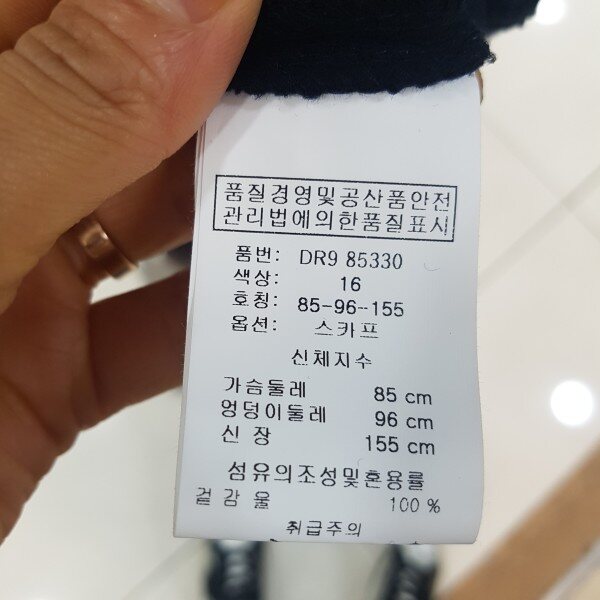 품질경영및공산품안전
관리법에의한품질표시
품번: DR9 85330
색상: 16
호칭: 85-96-155
옵션: 스카프
신체지수
가슴둘레 85 cm
엉덩이둘레 96 cm
신 장 155 cm
섬유의조성및혼용률
겉감울 100 %
취급주의